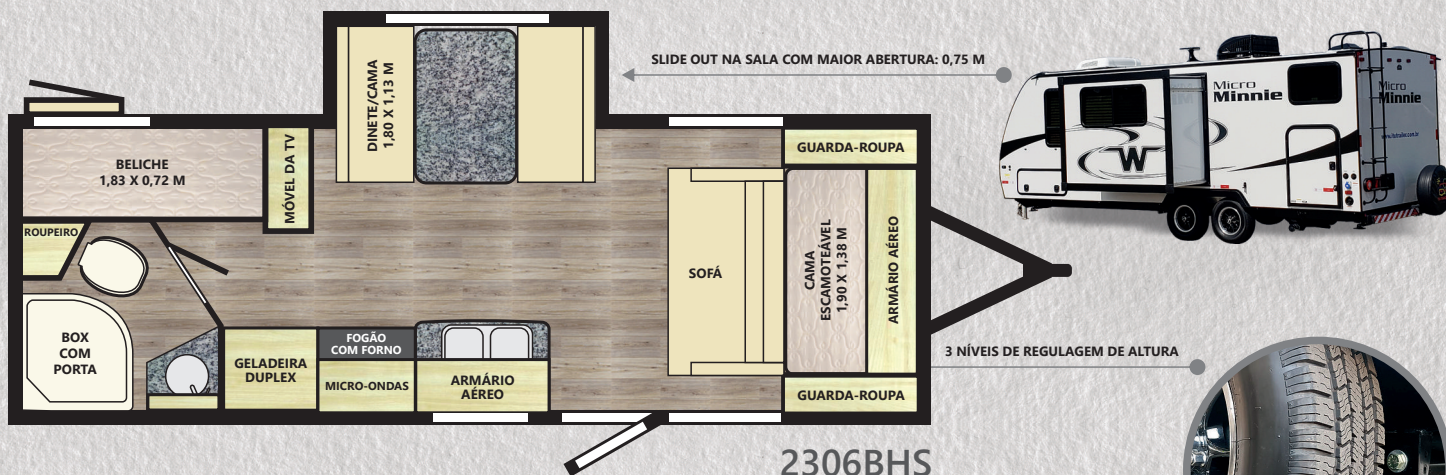 SLIDE OUT NA SALA COM MAIOR ABERTURA: 0,75 M
Micro
Minnie
Micro
Minnie
W
DINETE/CAMA
1,80 X 1,13 M
BELICHE
1,83 X 0,72 M
MÓVEL DA TV
GUARDA-ROUPA
ROUPEIRO
SOFÁ
CAMA
ESCAMOTEÁVEL
1,90 X 1,38 M
ARMÁRIO AÉREO
BOX
COM
PORTA
GELADEIRA
DUPLEX
FOGÃO
COM FORNO
MICRO-ONDAS
ARMÁRIO
AÉREO
GUARDA-ROUPA
3 NÍVEIS DE REGULAGEM DE ALTURA
2306BHS